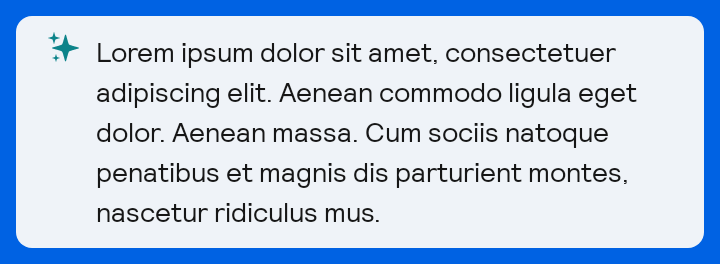 Lorem ipsum dolor sit amet, consectetuer
adipiscing elit. Aenean commodo ligula eget
dolor. Aenean massa. Cum sociis natoque
penatibus et magnis dis parturient montes,
nascetur ridiculus mus.